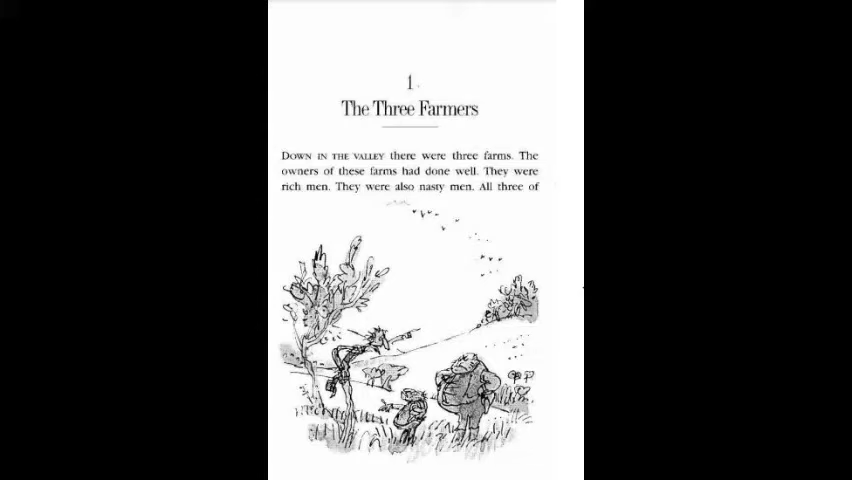 1
The Three Farmers
DOWN IN THE VALLEY there were three farms. The
owners of these farms had done well. They were
rich men. They were also nasty men. All three of